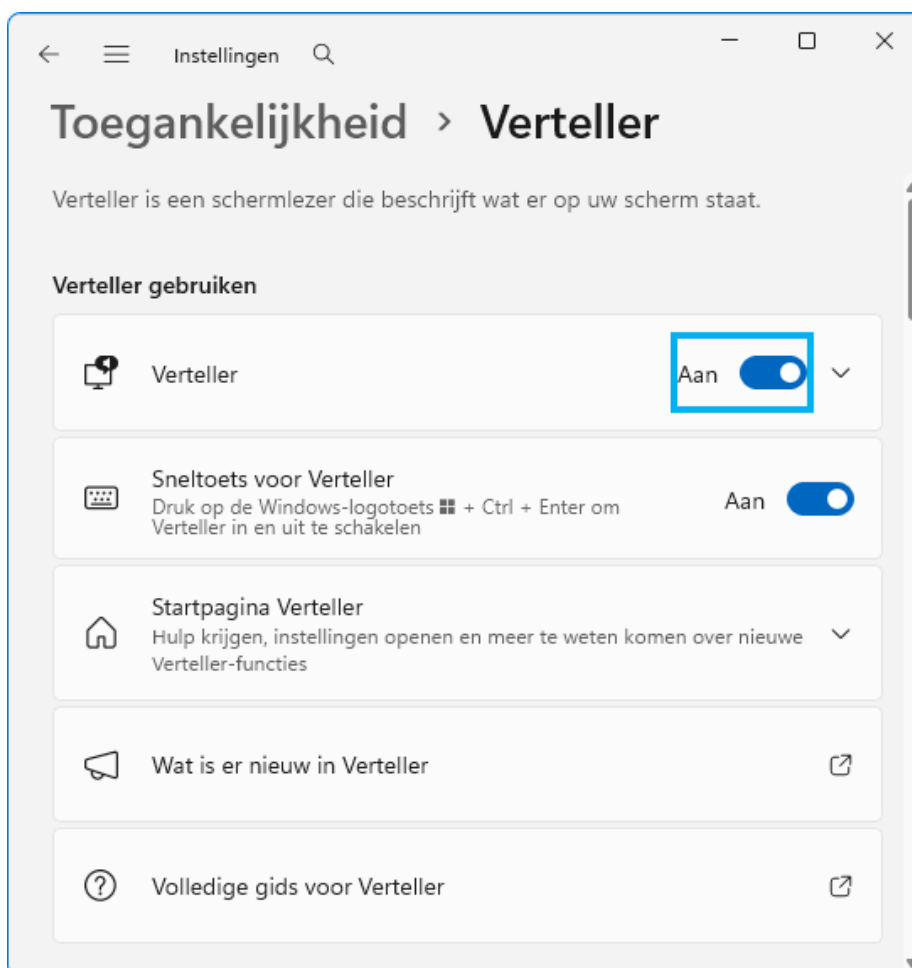 Instellingen
Toegankelijkheid > Verteller
Verteller is een schermlezer die beschrijft wat er op uw scherm staat.
Verteller gebruiken
Verteller Aan
Sneltoets voor Verteller
Druk op de Windows-logotoets + Ctrl + Enter om
Verteller in en uit te schakelen
Aan
Startpagina Verteller
Hulp krijgen, instellingen openen en meer te weten komen over nieuwe
Verteller-functies
Wat is er nieuw in Verteller
Volledige gids voor Verteller